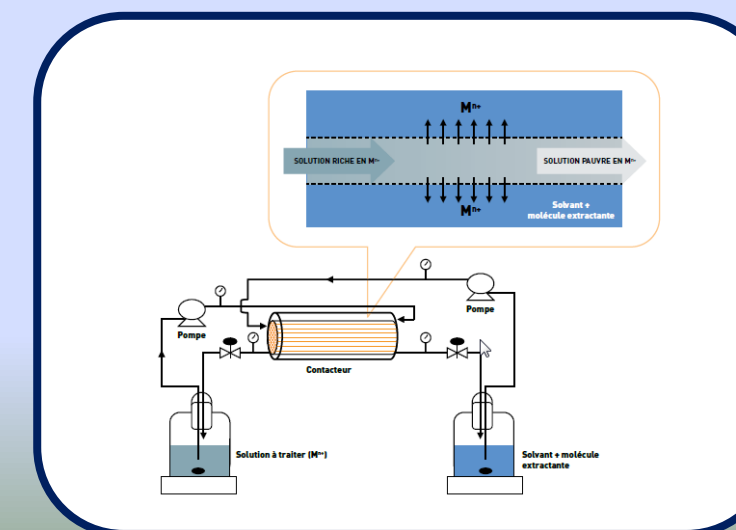 Mn+
SOLUTION RICHE EN Mn+
SOLUTION PAUVRE EN Mn+
Mn+
Solvant +
molécule extractante
Pompe
Pompe
Contacteur
Solution à traiter (Mn+)
Solvant + molécule
extractante